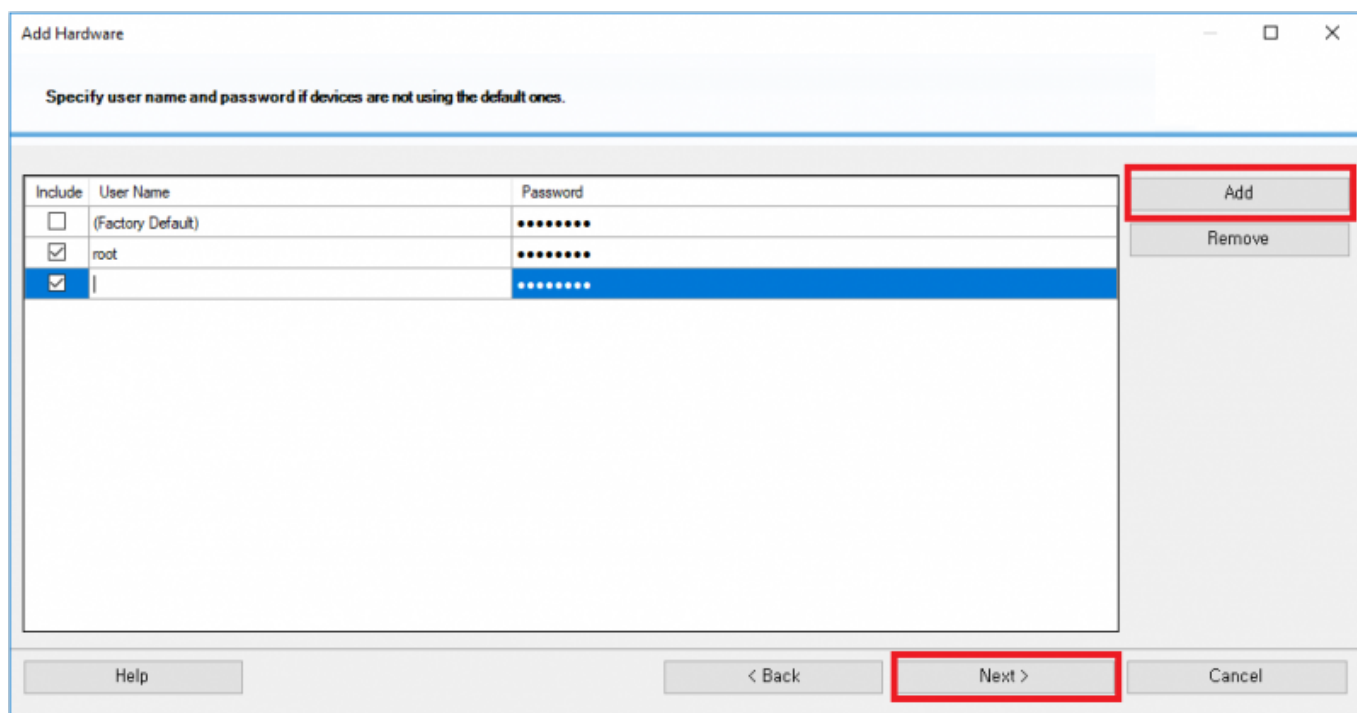 Add Hardware
Specify user name and password if devices are not using the default ones.
Include User Name Password
(Factory Default) ••••••••
root ••••••••
••••••••
Add
Remove
Help < Back Next > Cancel